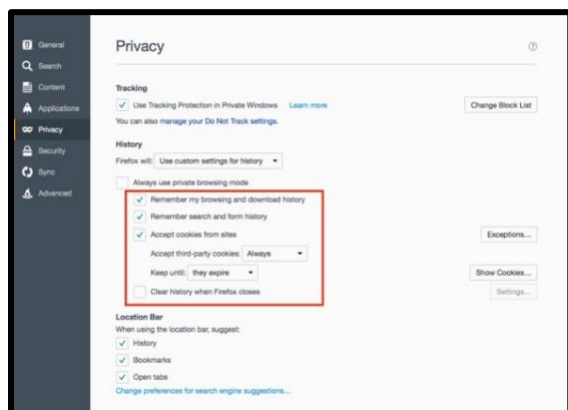 General
Search
Content
Applications
Privacy
Security
Sync
Advanced
Privacy
Tracking
Use Tracking Protection in Private Windows Learn more Change Block List
You can also manage your Do Not Track settings.
History
Firefox will: Use custom settings for history
Always use private browsing mode
Remember my browsing and download history
Remember search and form history
Accept cookies from sites Exceptions...
Accept third-party cookies: Always
Keep until: they expire Show Cookies...
Clear history when Firefox closes Settings...
Location Bar
When using the location bar, suggest:
History
Bookmarks
Open tabs
Change preferences for search engine suggestions...